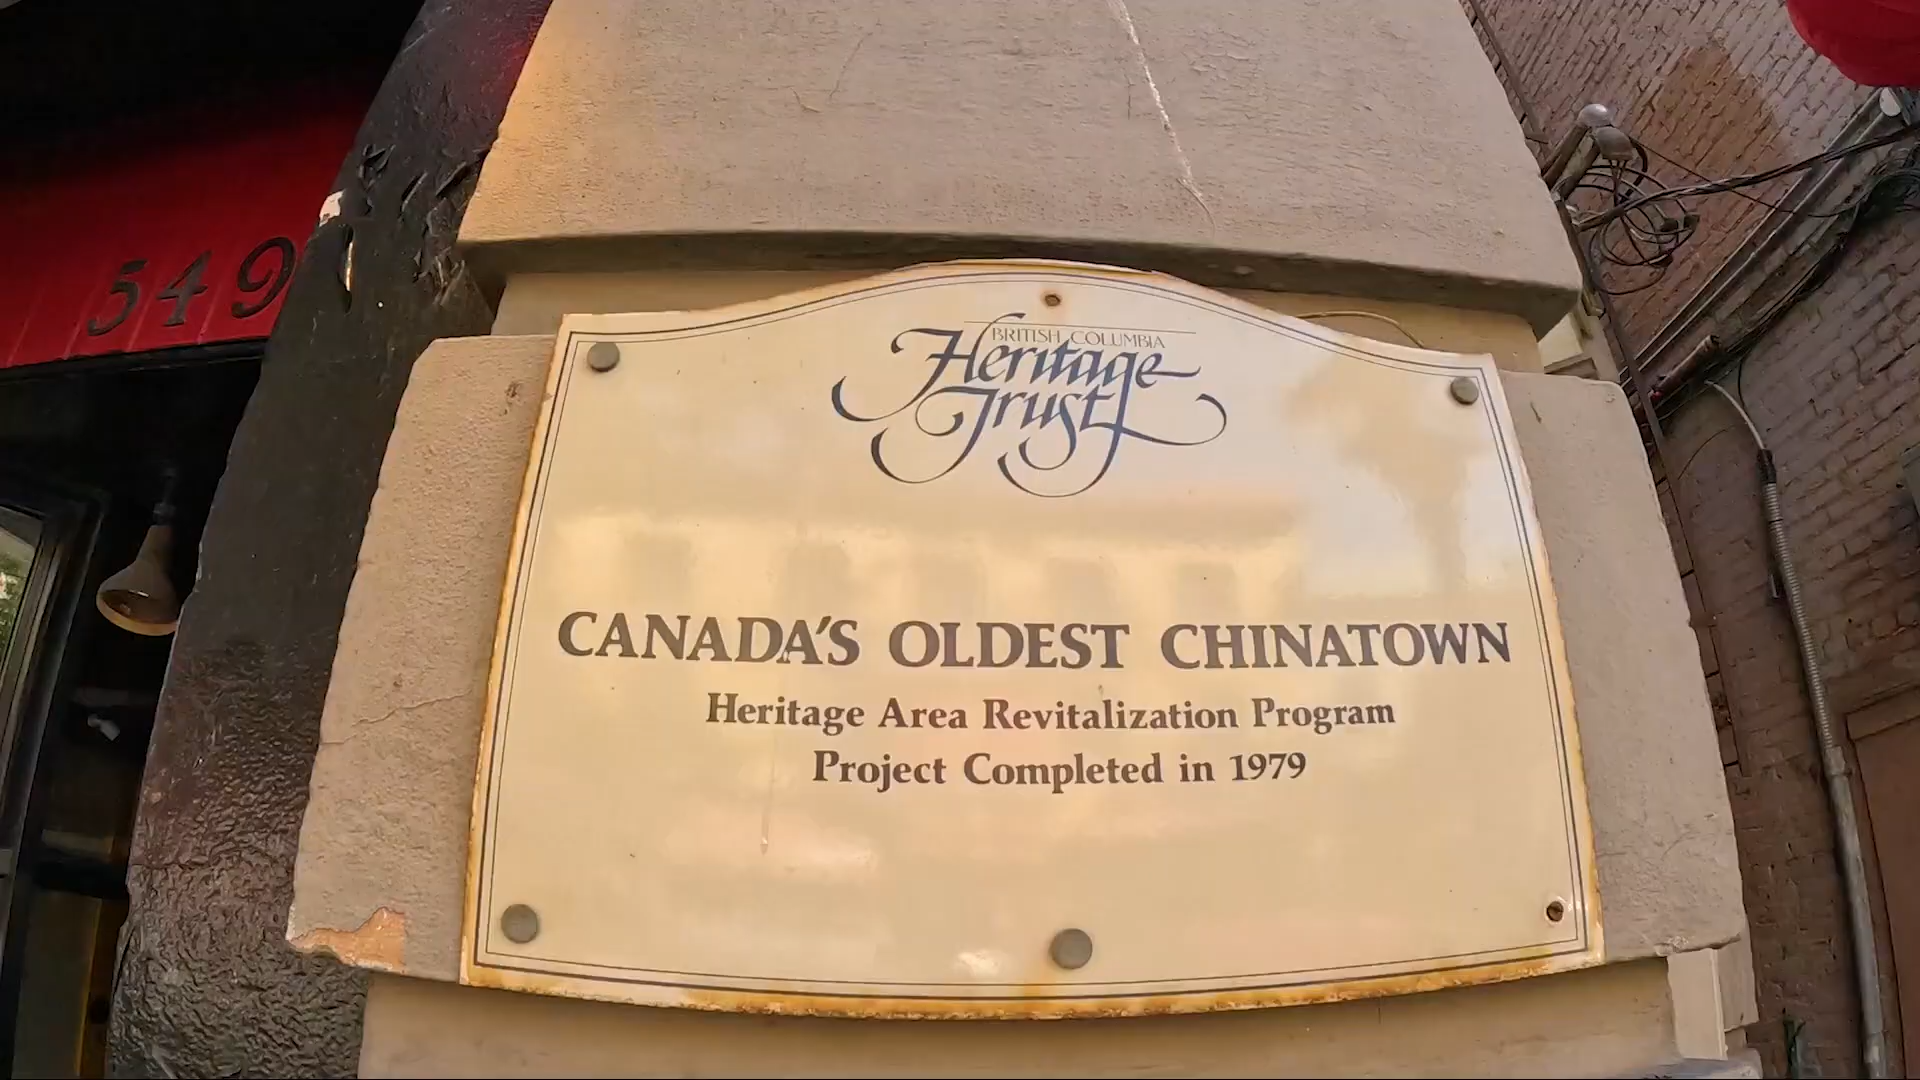 549
BRITISH COLUMBIA
Heritage
Trust
CANADA'S OLDEST CHINATOWN
Heritage Area Revitalization Program
Project Completed in 1979